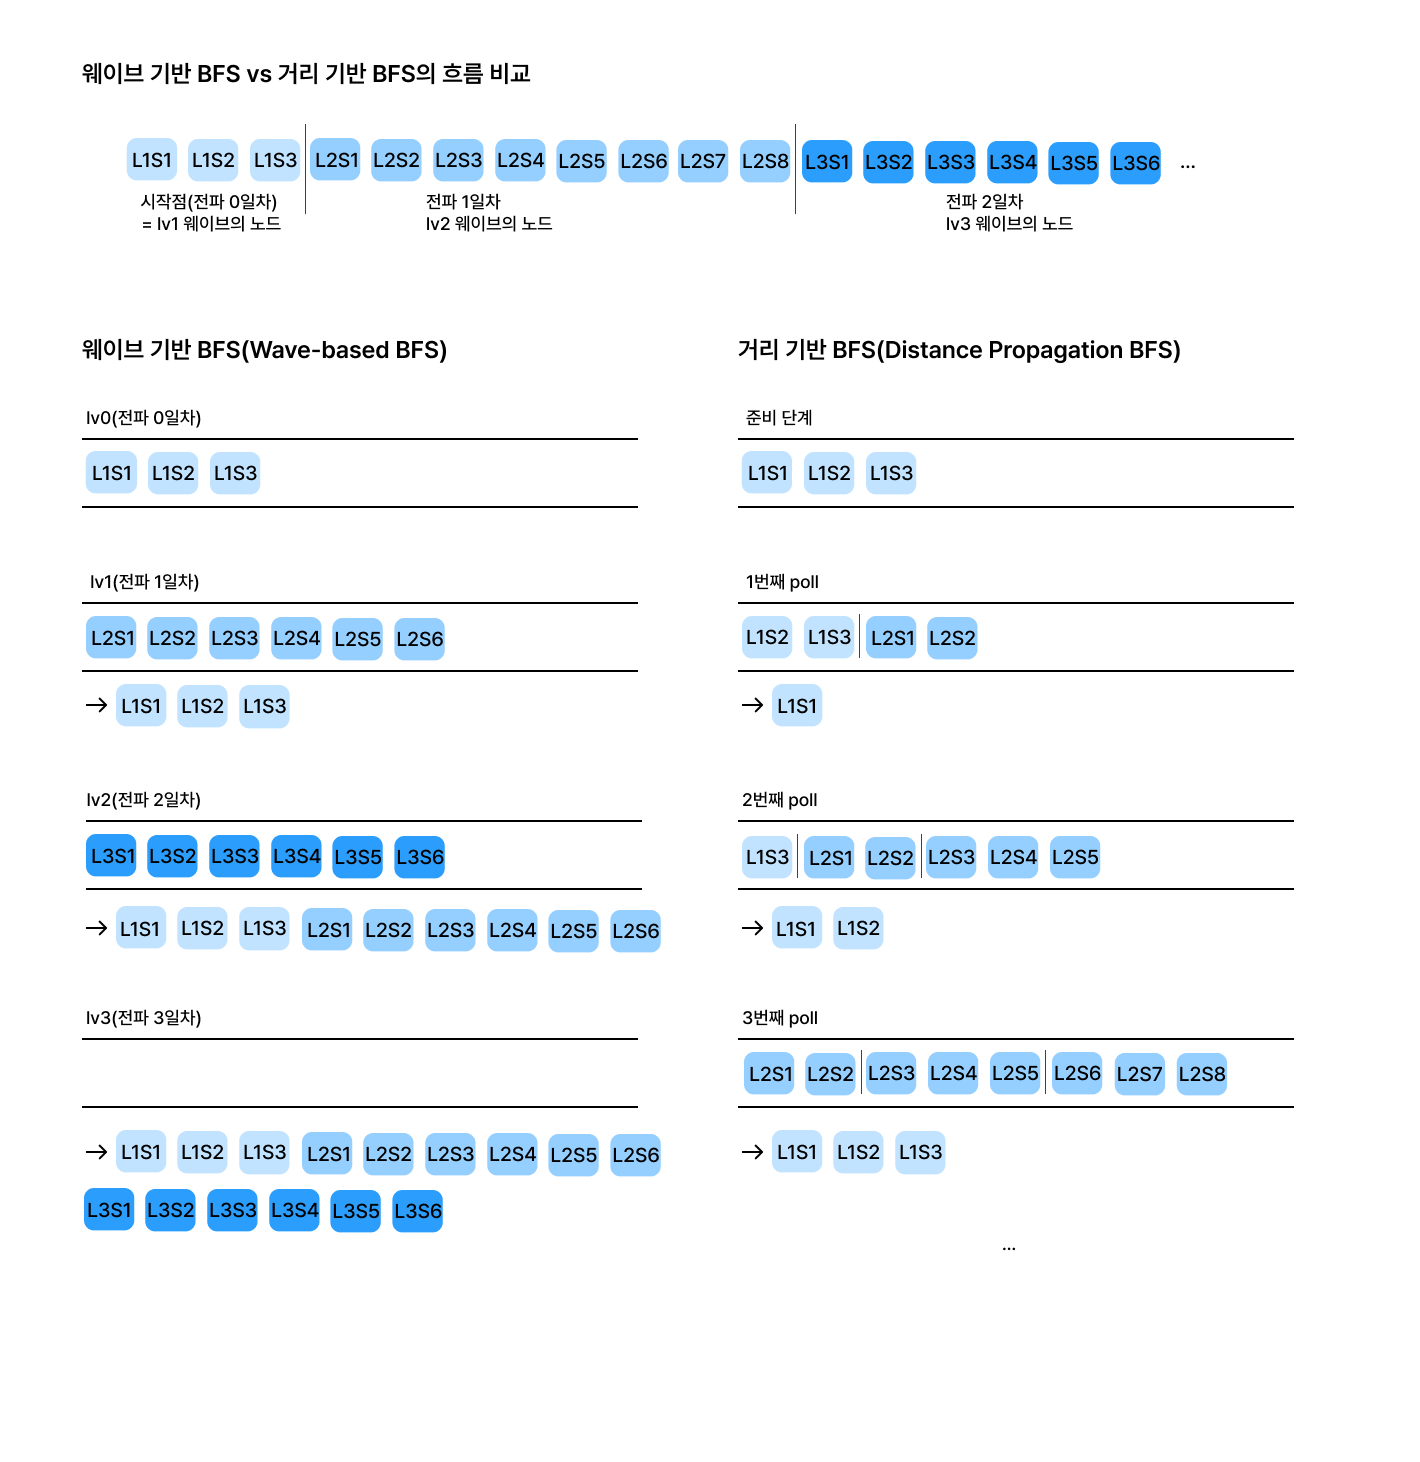 웨이브 기반 BFS vs 거리 기반 BFS의 흐름 비교
L1S1 L1S2 L1S3 L2S1 L2S2 L2S3 L2S4 L2S5 L2S6 L2S7 L2S8 L3S1 L3S2 L3S3 L3S4 L3S5 L3S6 ...
시작점(전파 0일차)
= lv1 웨이브의 노드
전파 1일차
lv2 웨이브의 노드
전파 2일차
lv3 웨이브의 노드
웨이브 기반 BFS(Wave-based BFS)
lv0(전파 0일차)
L1S1 L1S2 L1S3
lv1(전파 1일차)
L2S1 L2S2 L2S3 L2S4 L2S5 L2S6
→ L1S1 L1S2 L1S3
lv2(전파 2일차)
L3S1 L3S2 L3S3 L3S4 L3S5 L3S6
→ L1S1 L1S2 L1S3 L2S1 L2S2 L2S3 L2S4 L2S5 L2S6
lv3(전파 3일차)
→ L1S1 L1S2 L1S3 L2S1 L2S2 L2S3 L2S4 L2S5 L2S6
L3S1 L3S2 L3S3 L3S4 L3S5 L3S6
거리 기반 BFS(Distance Propagation BFS)
준비 단계
L1S1 L1S2 L1S3
1번째 poll
L1S2 L1S3 L2S1 L2S2
→ L1S1
2번째 poll
L1S3 L2S1 L2S2 L2S3 L2S4 L2S5
→ L1S1 L1S2
3번째 poll
L2S1 L2S2 L2S3 L2S4 L2S5 L2S6 L2S7 L2S8
→ L1S1 L1S2 L1S3
...